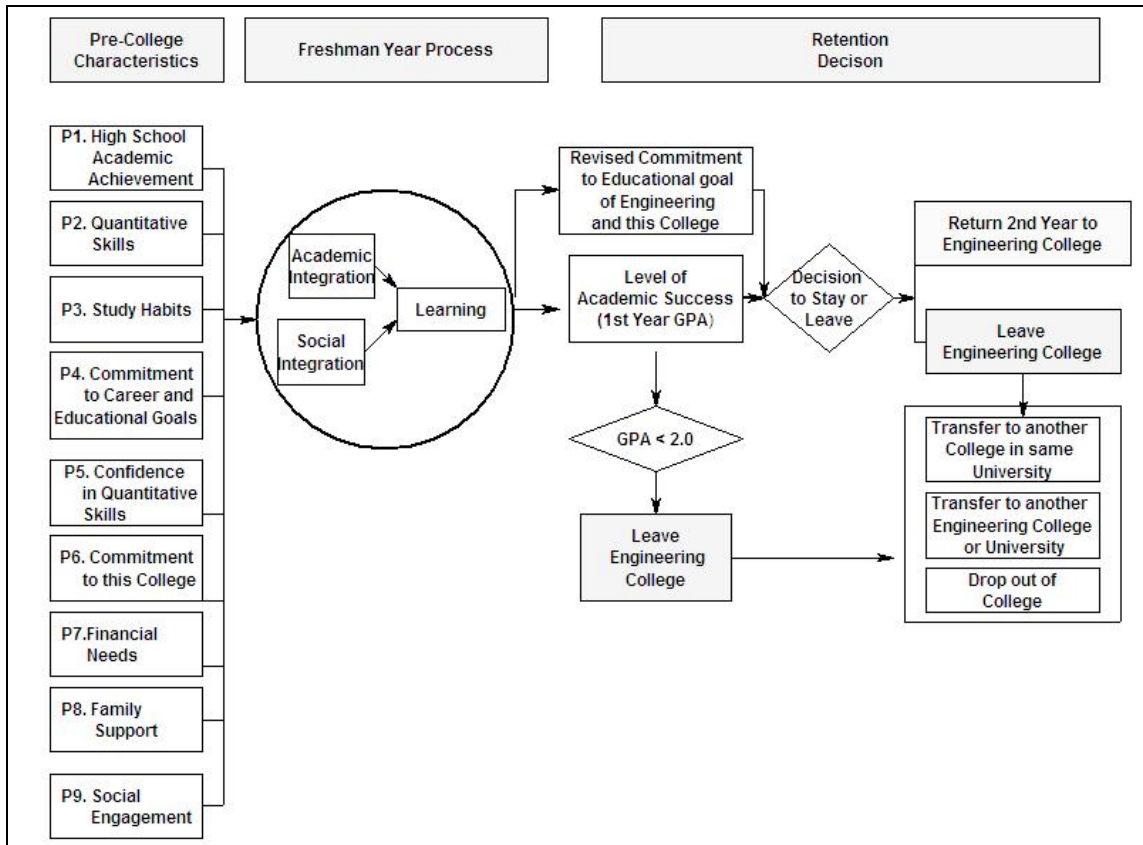 Pre-College
Characteristics
Freshman Year Process
Retention
Decison
P1. High School
Academic
Achievement
P2. Quantitative
Skills
P3. Study Habits
P4. Commitment
to Career and
Educational Goals
P5. Confidence
in Quantitative
Skills
P6. Commitment
to this College
P7.Financial
Needs
P8. Family
Support
P9. Social
Engagement
Academic
Integration
Social
Integration
Learning
Revised Commitment
to Educational goal
of Engineering
and this College
Level of
Academic Success
(1st Year GPA)
GPA < 2.0
Leave
Engineering
College
Decision
to Stay or
Leave
Return 2nd Year to
Engineering College
Leave
Engineering College
Transfer to another
College in same
University
Transfer to another
Engineering College
or University
Drop out of
College